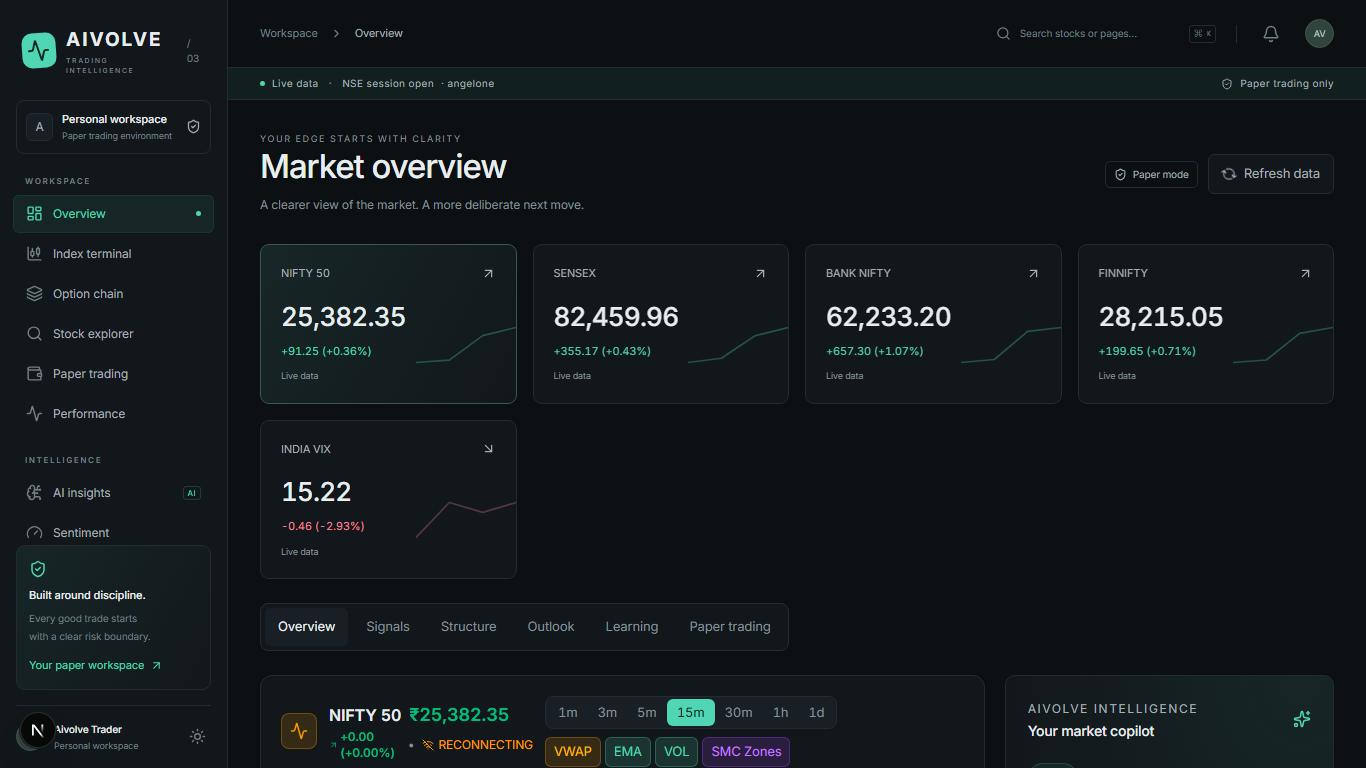 AIVOLVE
TRADING
INTELLIGENCE
/
03
Personal workspace
A
Paper trading environment
WORKSPACE
Overview
Index terminal
Option chain
Stock explorer
Paper trading
Performance
INTELLIGENCE
AI insights AI
Sentiment
Built around discipline.
Every good trade starts
with a clear risk boundary.
Your paper workspace
N
Aivolve Trader
Personal workspace
Workspace > Overview
Search stocks or pages... ⌘ K
AV
Live data · NSE session open · angelone
Paper trading only
YOUR EDGE STARTS WITH CLARITY
Market overview
A clearer view of the market. A more deliberate next move.
Paper mode
Refresh data
NIFTY 50
25,382.35
+91.25 (+0.36%)
Live data
SENSEX
82,459.96
+355.17 (+0.43%)
Live data
BANK NIFTY
62,233.20
+657.30 (+1.07%)
Live data
FINNIFTY
28,215.05
+199.65 (+0.71%)
Live data
INDIA VIX
15.22
-0.46 (-2.93%)
Live data
Overview Signals Structure Outlook Learning Paper trading
NIFTY 50 ₹25,382.35
+0.00
(+0.00%)
• RECONNECTING
1m 3m 5m 15m 30m 1h 1d
VWAP EMA VOL SMC Zones
AIVOLVE INTELLIGENCE
Your market copilot